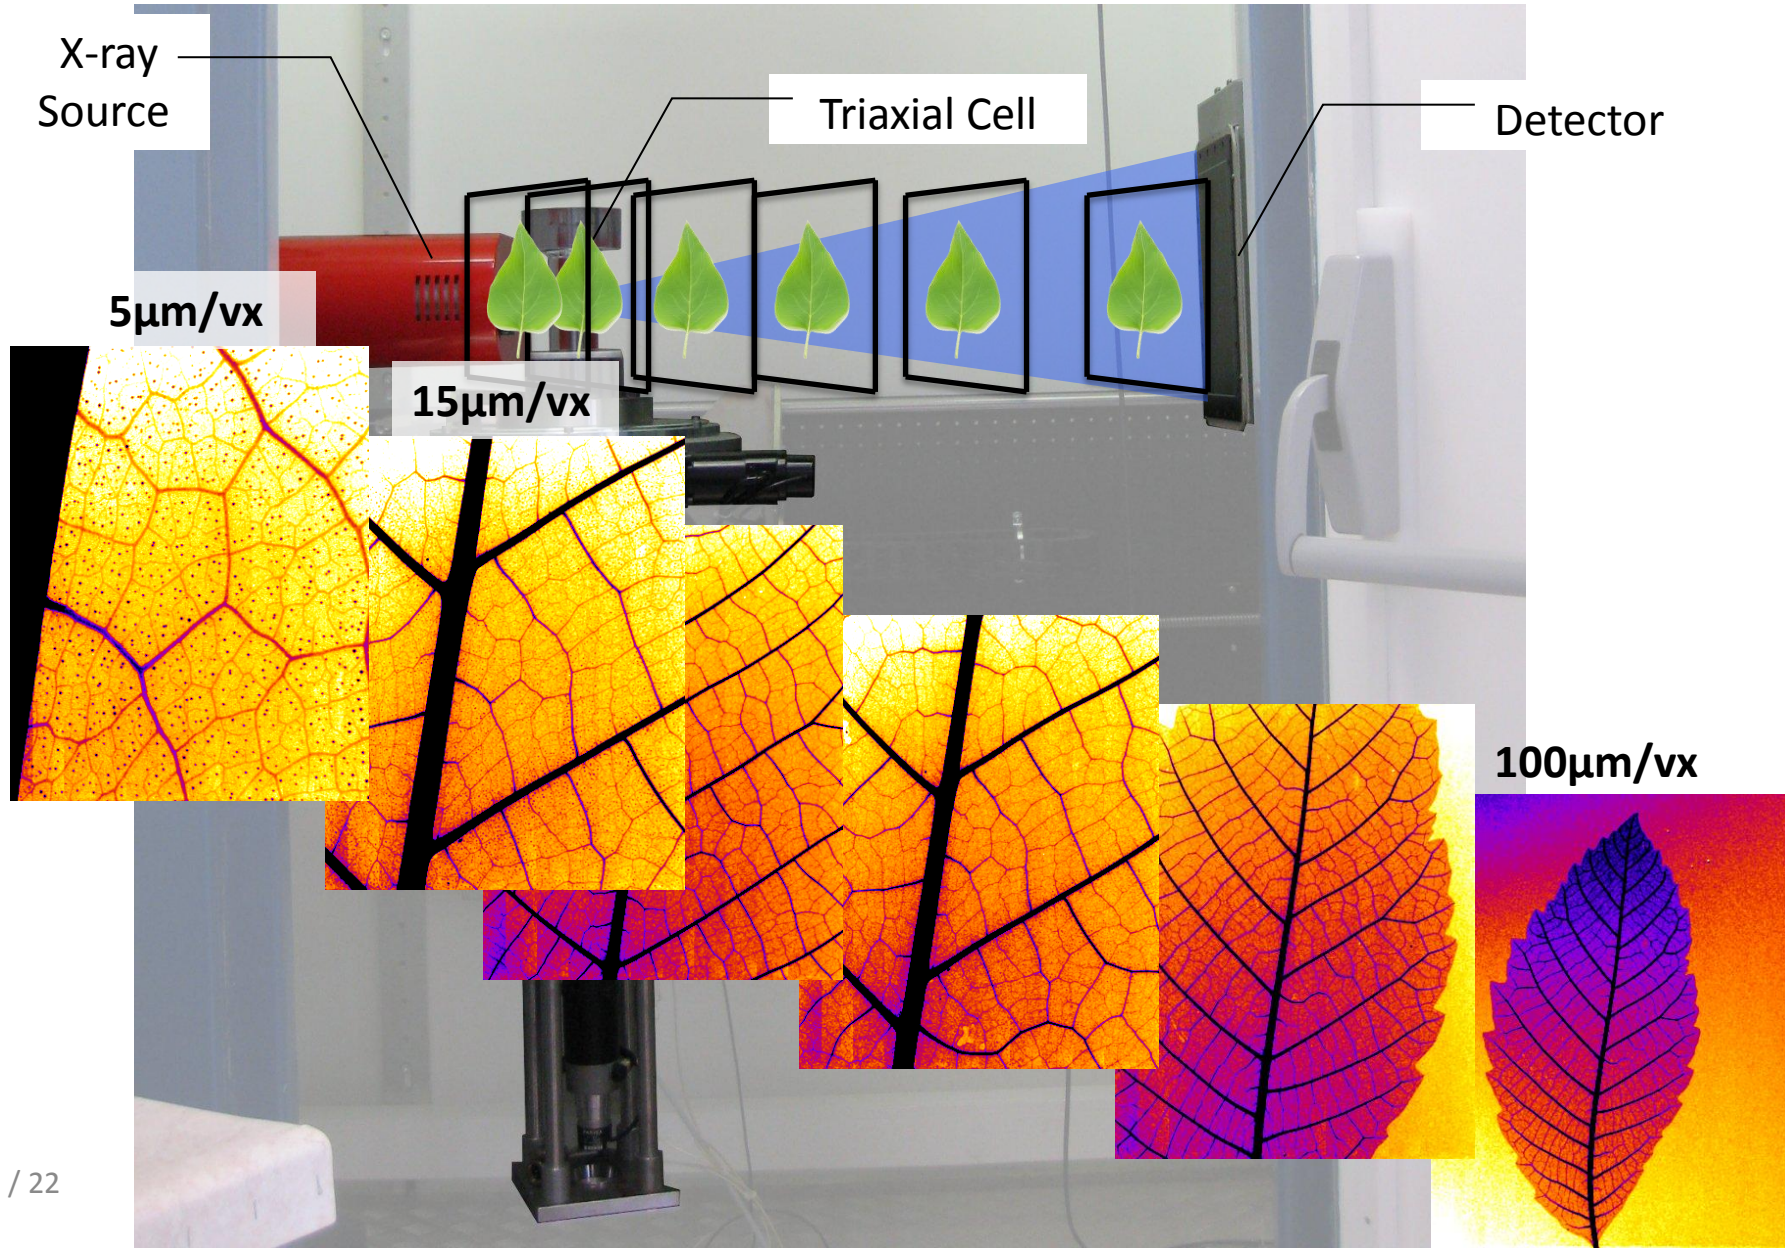 X-ray
Source
Triaxial Cell
Detector
5µm/vx
15µm/vx
100µm/vx
/ 22